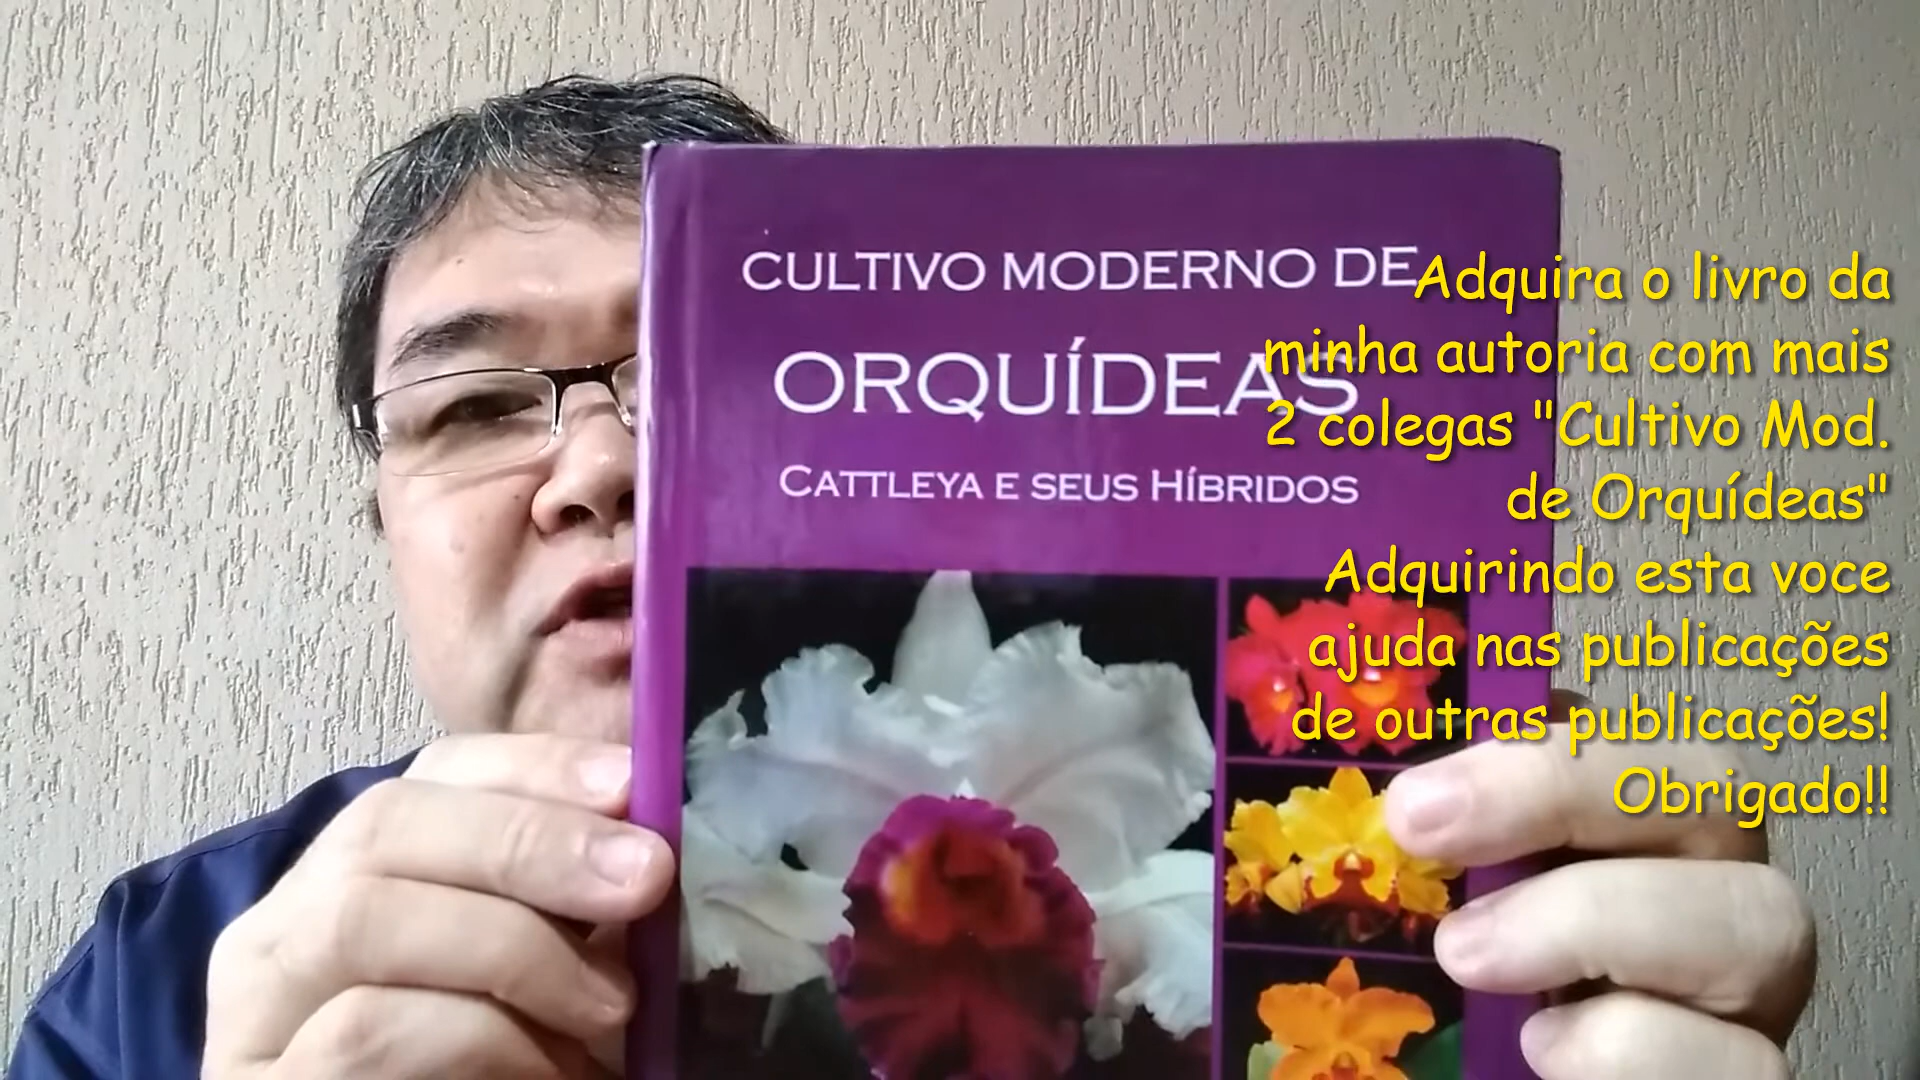 CULTIVO MODERNO DE
ORQUÍDEAS
CATTLEYA E SEUS HÍBRIDOS
Adquira o livro da
minha autoria com mais
2 colegas "Cultivo Mod.
de Orquídeas"
Adquirindo esta voce
ajuda nas publicações
de outras publicações!
Obrigado!!